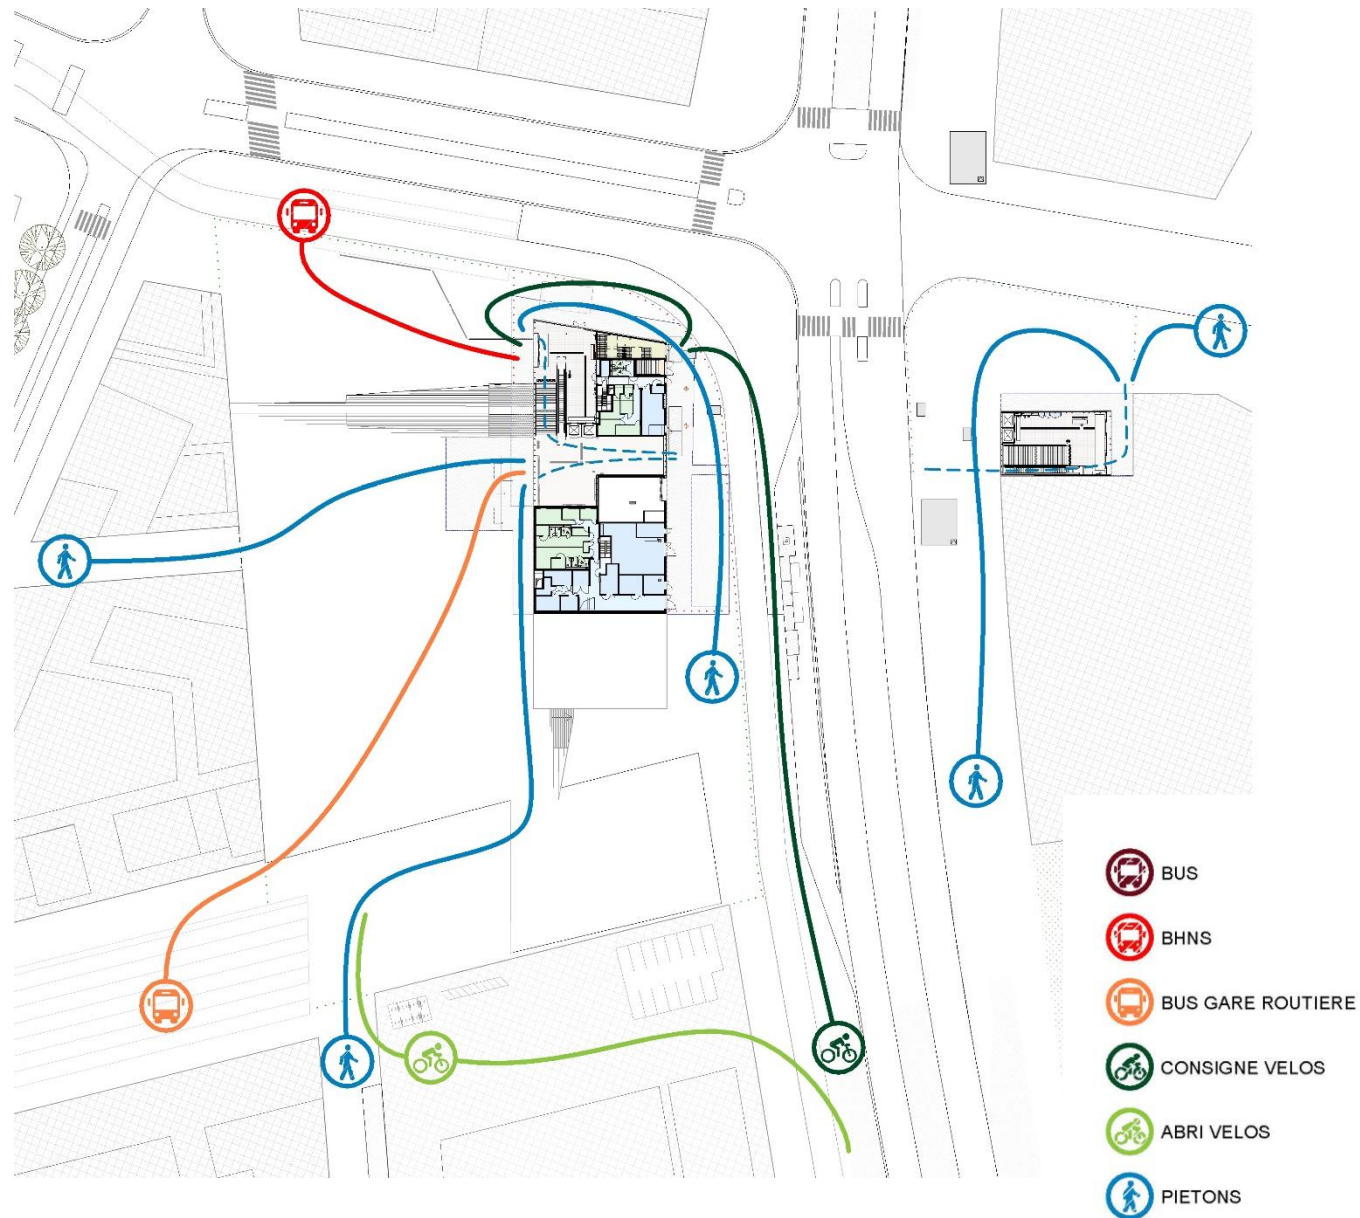 BUS
BHNS
BUS GARE ROUTIERE
CONSIGNE VELOS
ABRI VELOS
PIETONS